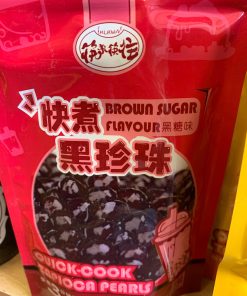 快煮
BROWN SUGAR
FLAVOUR 黑糖味
黑珍珠
QUICK-COOK
TAPIOCA PEARLS